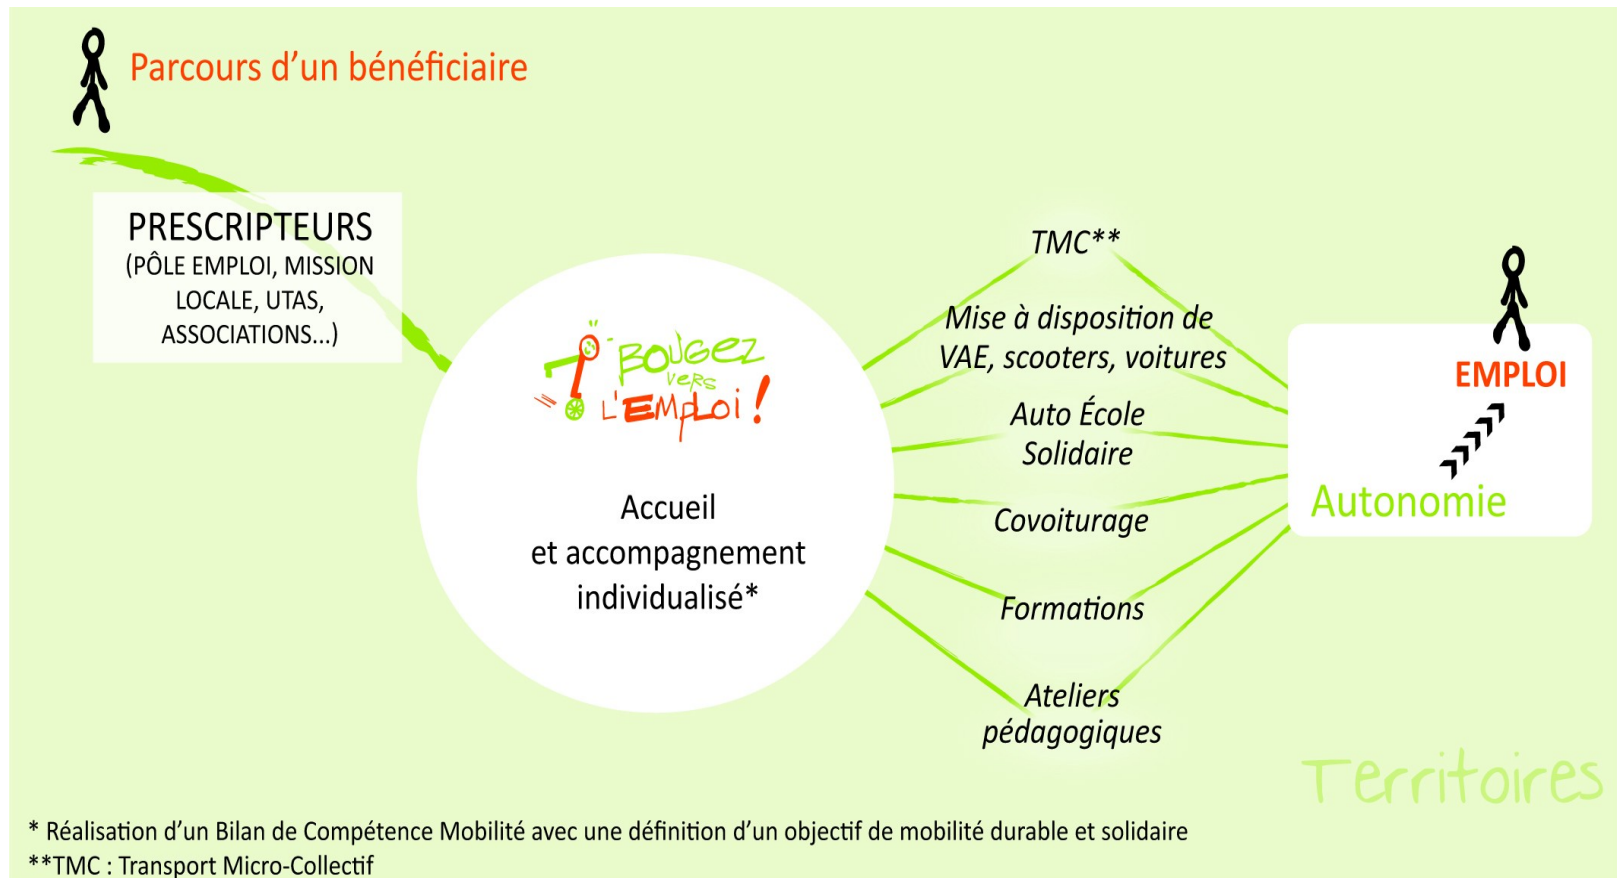 Parcours d'un bénéficiaire
PRESCRIPTEURS
(PÔLE EMPLOI, MISSION
LOCALE, UTAS,
ASSOCIATIONS...)
BOUGEZ
VERS
L'EMPLOI !
Accueil
et accompagnement
individualisé*
TMC**
Mise à disposition de
VAE, scooters, voitures
Auto École
Solidaire
Covoiturage
Formations
Ateliers
pédagogiques
EMPLOI
Autonomie
Territoires
* Réalisation d'un Bilan de Compétence Mobilité avec une définition d'un objectif de mobilité durable et solidaire
**TMC : Transport Micro-Collectif